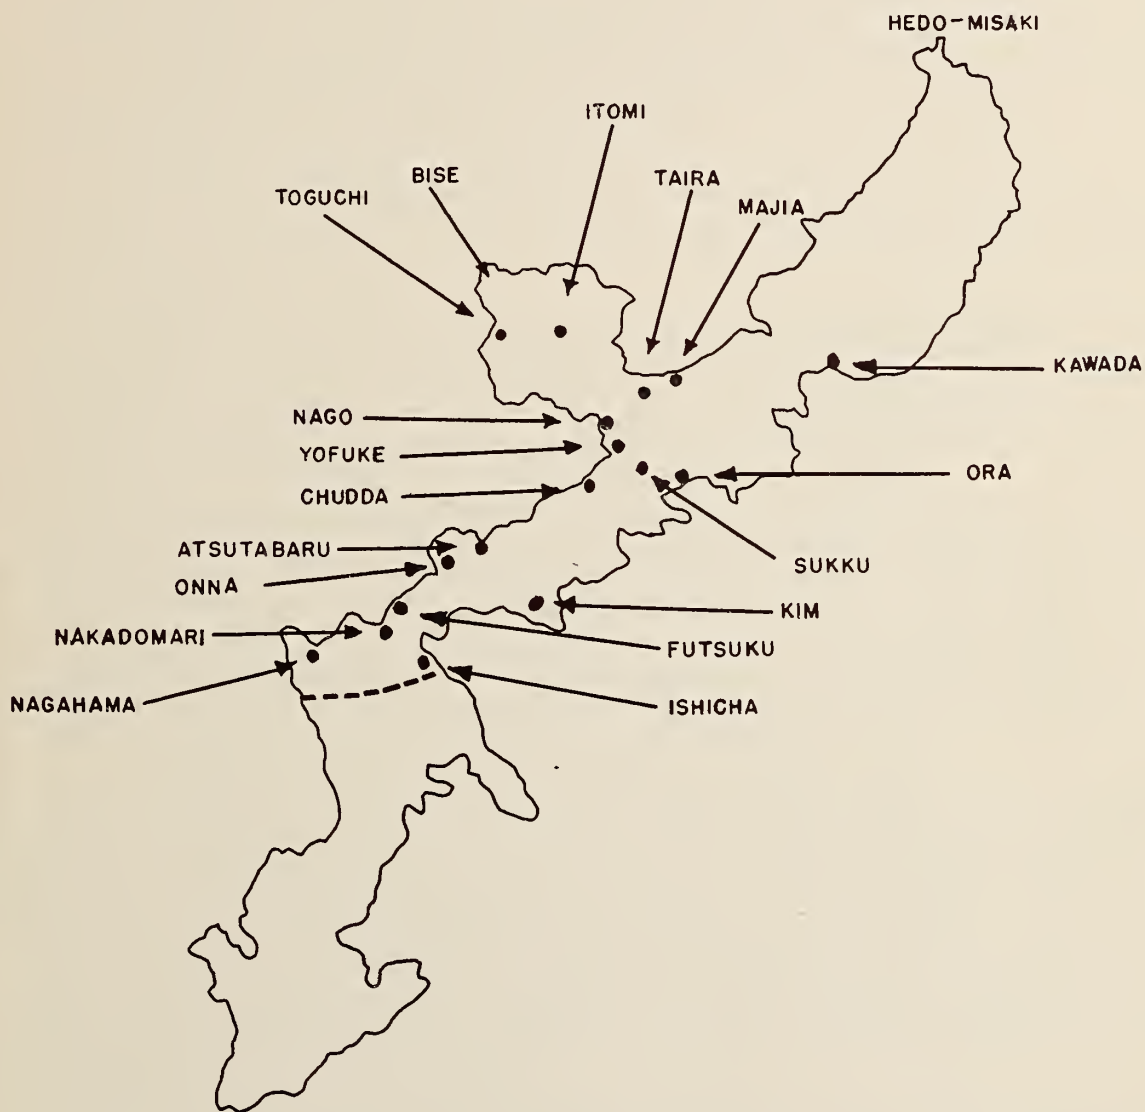 HEDO-MISAKI
ITOMI
BISE
TAIRA
TOGUCHI
MAJIA
KAWADA
NAGO
YOFUKE
ORA
CHUDDA
ATSUTABARU
SUKKU
ONNA
KIM
NAKADOMARI
FUTSUKU
NAGAHAMA
ISHICHA